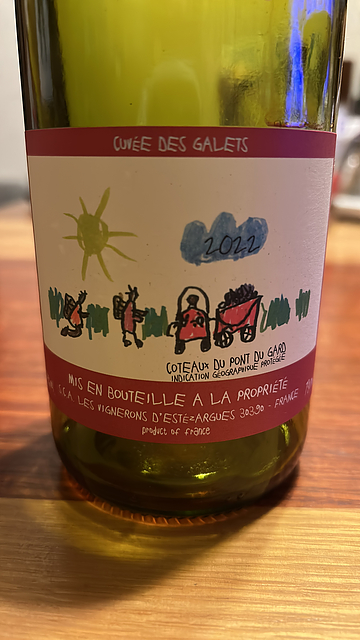 CUVÉE DES GALETS
2022
COTEAUX DU PONT DU GARD
INDICATION GÉOGRAPHIQUE PROTÉGÉE
MIS EN BOUTEILLE A LA PROPRIÉTÉ
S.C.A. LES VIGNERONS D'ESTÉZARGUES 30390 - FRANCE
product of france